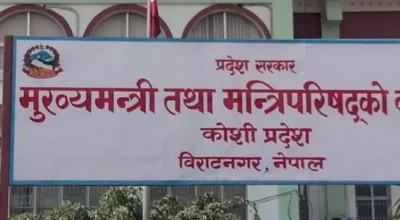 प्रदेश सरकार
मुख्यमन्त्री तथा मन्त्रिपरिषद्को
कोशी प्रदेश
विराटनगर, नेपाल